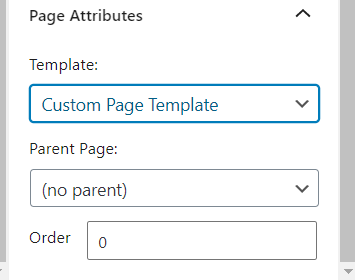 Page Attributes
Template:
Custom Page Template
Parent Page:
(no parent)
Order 0